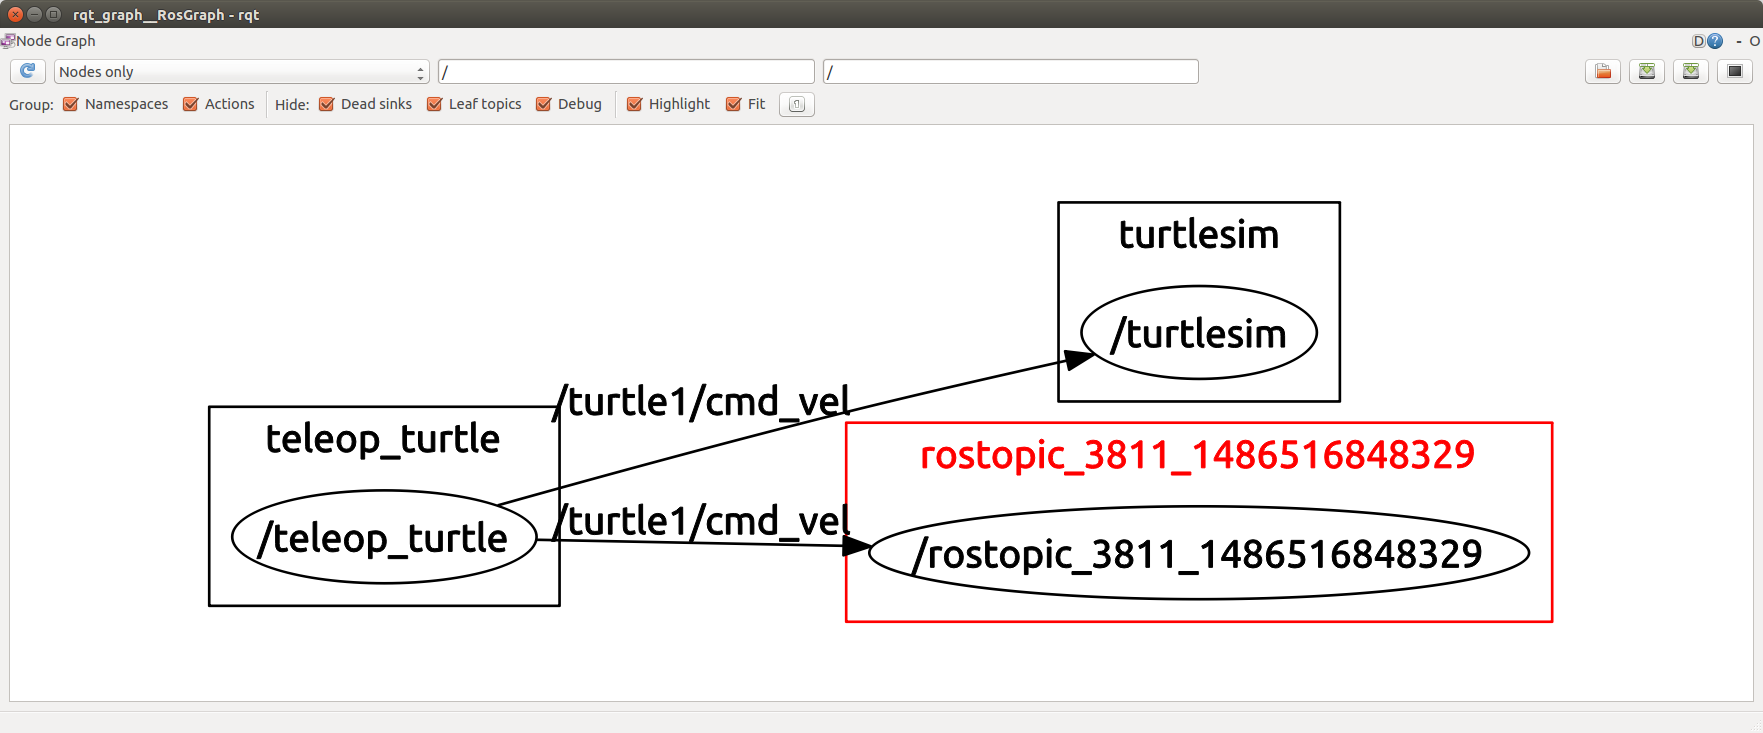 rqt_graph__RosGraph - rqt
Node Graph
D ? - O
Nodes only / /
Group: Namespaces Actions Hide: Dead sinks Leaf topics Debug Highlight Fit
turtlesim
/turtlesim
/turtle1/cmd_vel
teleop_turtle
/teleop_turtle
/turtle1/cmd_vel
rostopic_3811_1486516848329
/rostopic_3811_1486516848329